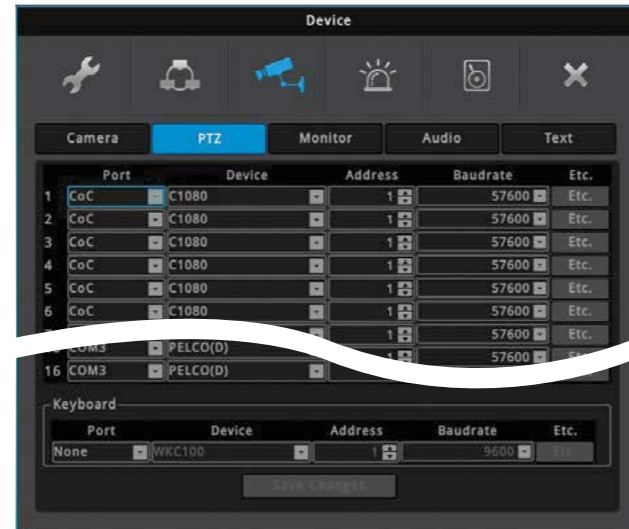 Device
Camera PTZ Monitor Audio Text
Port Device Address Baudrate Etc.
1 CoC C1080 1 57600 Etc.
2 CoC C1080 1 57600 Etc.
3 CoC C1080 1 57600 Etc.
4 CoC C1080 1 57600 Etc.
5 CoC C1080 1 57600 Etc.
6 CoC C1080 1 57600 Etc.
1 57600 Etc.
COM3 PELCO(D) 1 57600
16 COM3 PELCO(D)
Keyboard
Port Device Address Baudrate Etc.
None WKC100 1 9600 Etc.
Save Changes